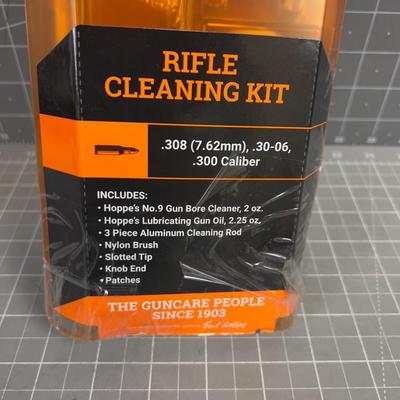 RIFLE
CLEANING KIT
.308 (7.62mm), .30-06,
.300 Caliber
INCLUDES:
• Hoppe's No.9 Gun Bore Cleaner, 2 oz.
• Hoppe's Lubricating Gun Oil, 2.25 oz.
• 3 Piece Aluminum Cleaning Rod
• Nylon Brush
• Slotted Tip
• Knob End
• Patches
THE GUNCARE PEOPLE
SINCE 1903